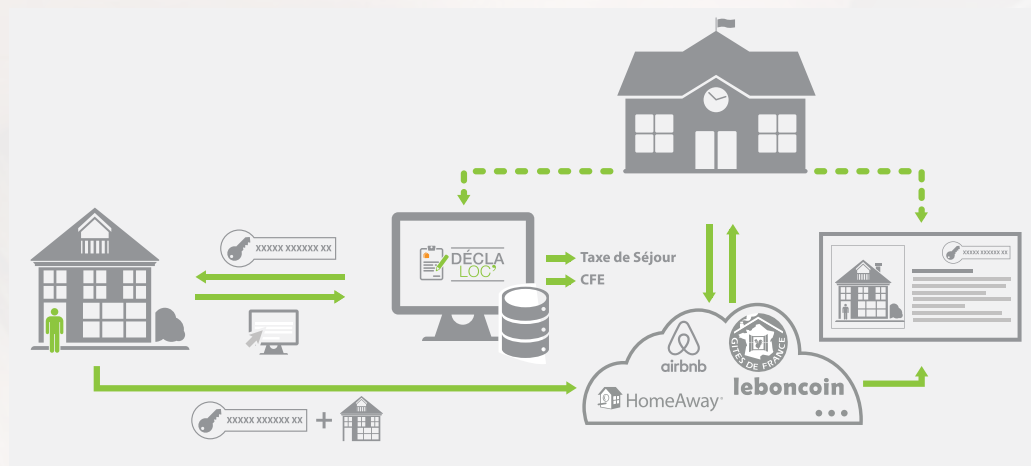 XXXXX XXXXXX XX
DÉCLA
LOC'
Taxe de Séjour
CFE
XXXXX XXXXXX XX
airbnb
GITES DE FRANCE
HomeAway
leboncoin
XXXXX XXXXXX XX
+